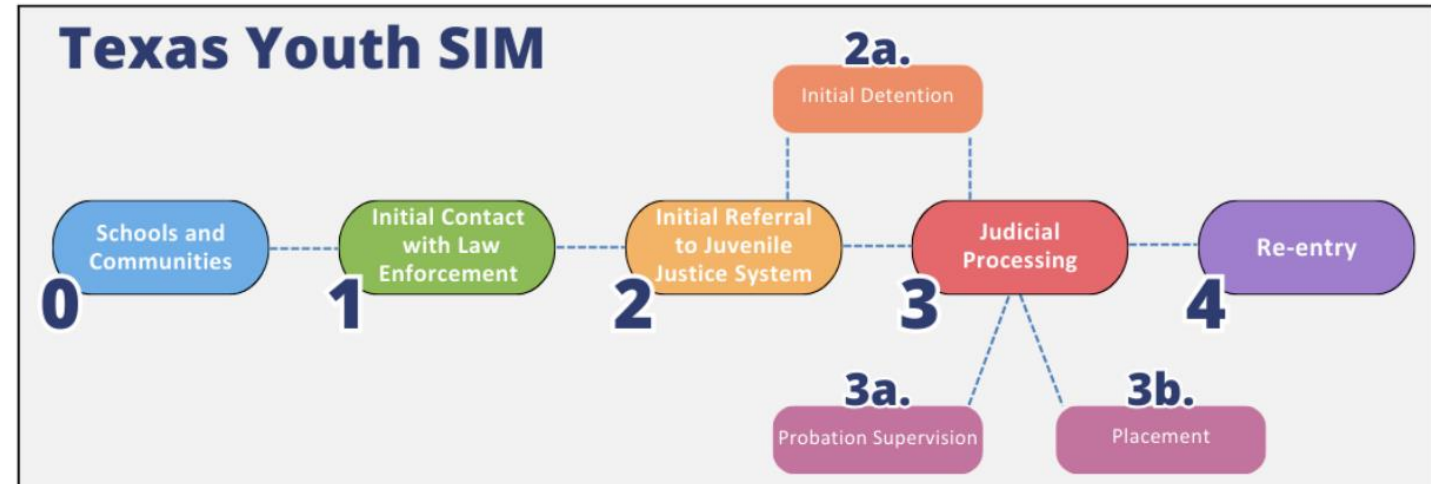 Texas Youth SIM
2a.
Initial Detention
Schools and
Communities
0
Initial Contact
with Law
Enforcement
1
Initial Referral
to Juvenile
Justice System
2
Judicial
Processing
3
Re-entry
4
3a.
Probation Supervision
3b.
Placement